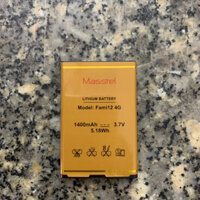 Masstel
LITHIUM BATTERY
Model: Fami12 4G
1400mAh 3.7V
5.18Wh